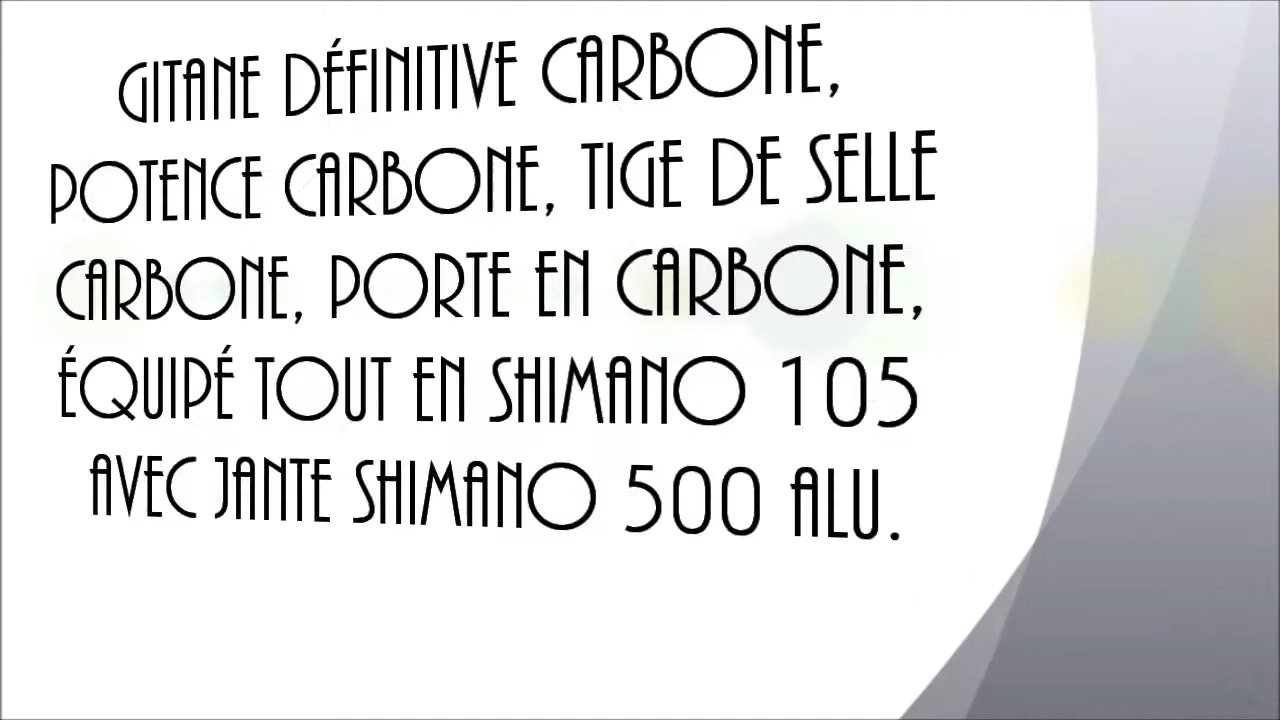 GITANE DÉFINITIVE CARBONE,
POTENCE CARBONE, TIGE DE SELLE
CARBONE, PORTE EN CARBONE,
ÉQUIPÉ TOUT EN SHIMANO 105
AVEC JANTE SHIMANO 500 ALU.